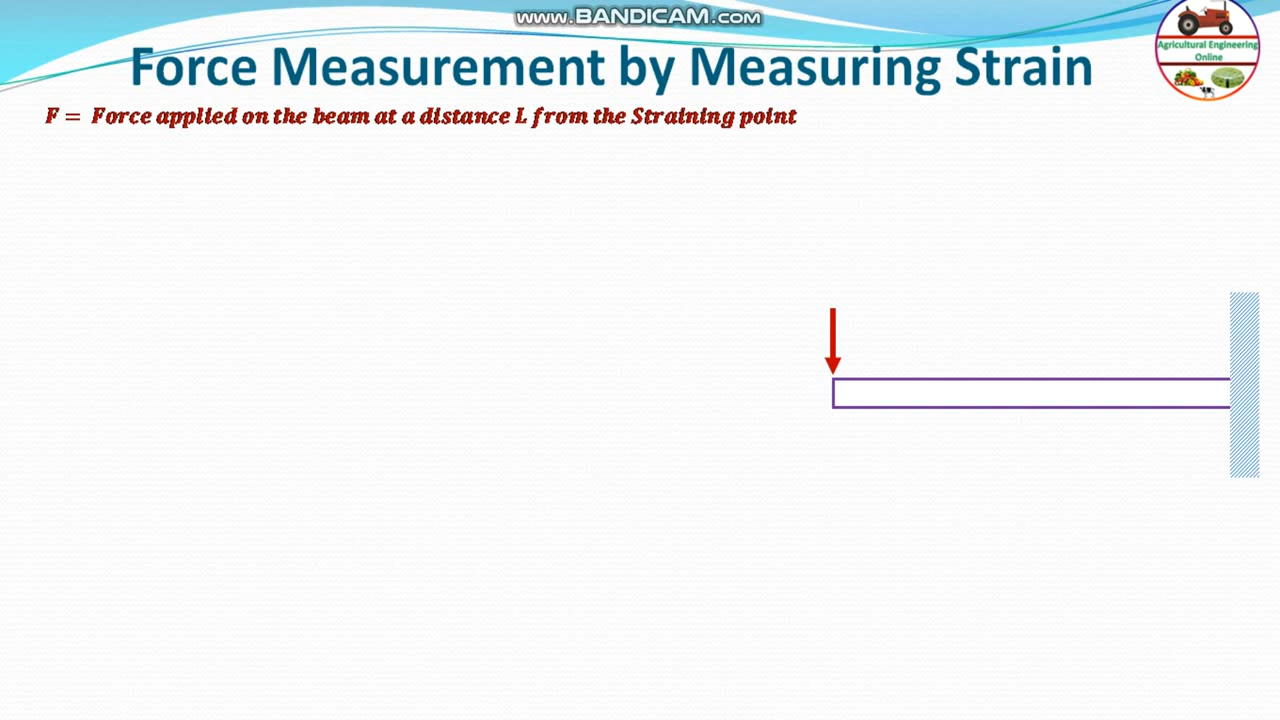 www.BANDICAM.com
Force Measurement by Measuring Strain
Agricultural Engineering
Online
F = Force applied on the beam at a distance L from the Straining point